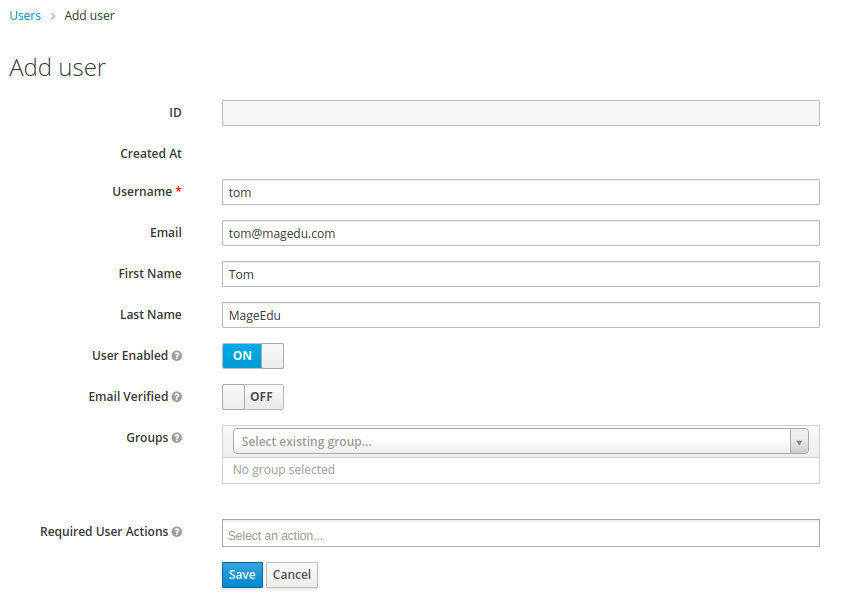 Users > Add user
Add user
ID
Created At
Username * tom
Email tom@magedu.com
First Name Tom
Last Name MageEdu
User Enabled ON
Email Verified OFF
Groups Select existing group...
No group selected
Required User Actions Select an action...
Save Cancel